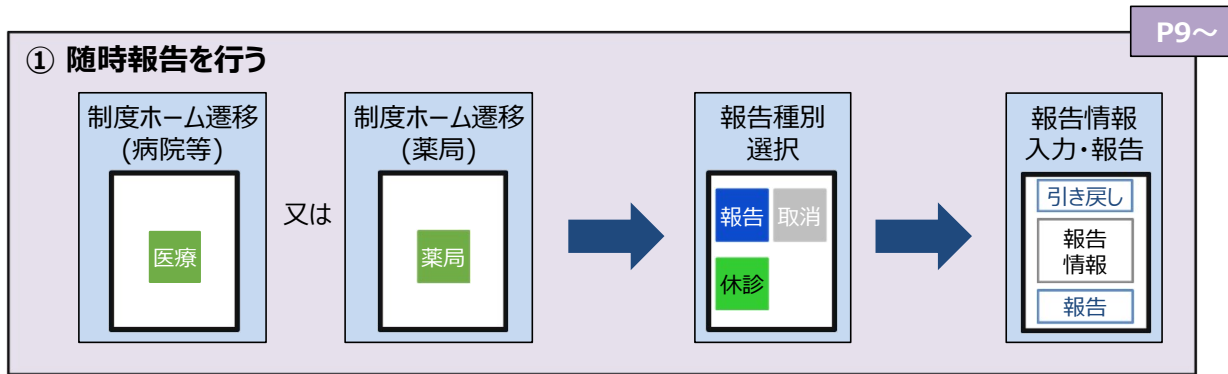 P9～
① 随時報告を行う
制度ホーム遷移
(病院等)
医療
又は
制度ホーム遷移
(薬局)
薬局
報告種別
選択
報告 取消
休診
報告情報
入力・報告
引き戻し
報告
情報
報告